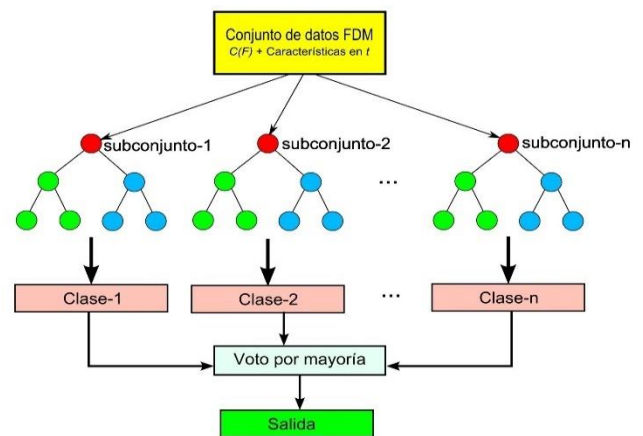 Conjunto de datos FDM
C(F) + Características en t
subconjunto-1
subconjunto-2
subconjunto-n
...
Clase-1
Clase-2
...
Clase-n
Voto por mayoría
Salida